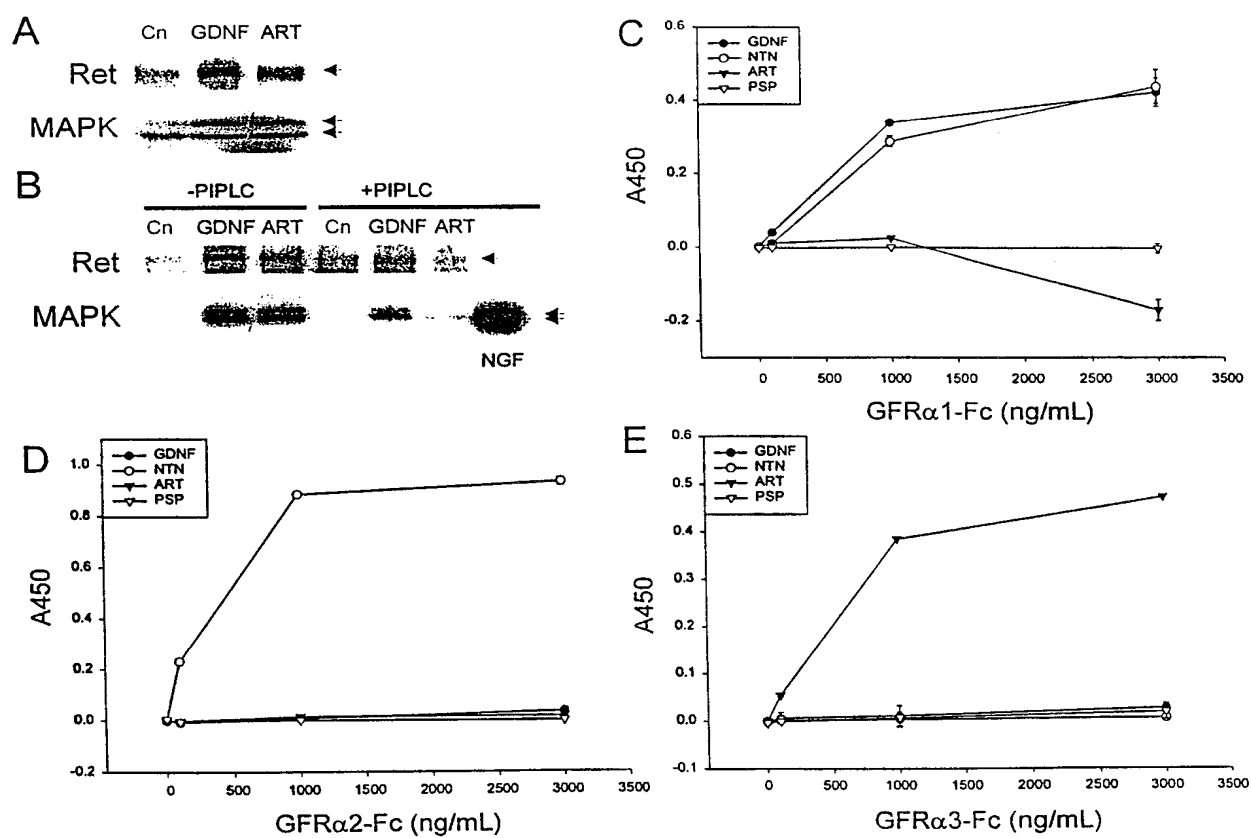 A
Cn GDNF ART
Ret
MAPK
B
-PIPLC +PIPLC
Cn GDNF ART Cn GDNF ART
Ret
MAPK
NGF
C
GDNF
NTN
ART
PSP
0.6
0.4
0.2
0.0
-0.2
A450
0 500 1000 1500 2000 2500 3000 3500
GFRα1-Fc (ng/mL)
D
GDNF
NTN
ART
PSP
1.0
0.8
0.6
0.4
0.2
0.0
-0.2
A450
0 500 1000 1500 2000 2500 3000 3500
GFRα2-Fc (ng/mL)
E
GDNF
NTN
ART
PSP
0.6
0.5
0.4
0.3
0.2
0.1
0.0
-0.1
A450
0 500 1000 1500 2000 2500 3000 3500
GFRα3-Fc (ng/mL)